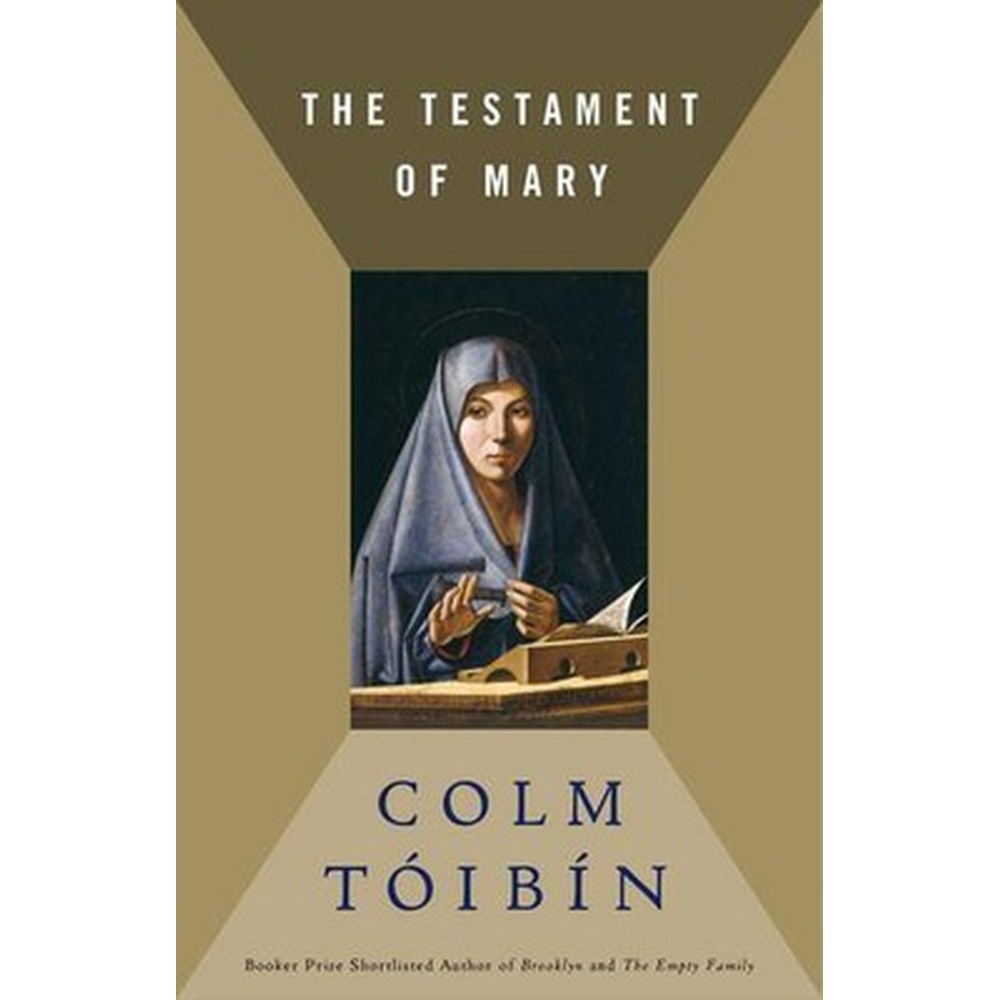 THE TESTAMENT
OF MARY
COLM
TÓIBÍN
Booker Prize Shortlisted Author of Brooklyn and The Empty Family